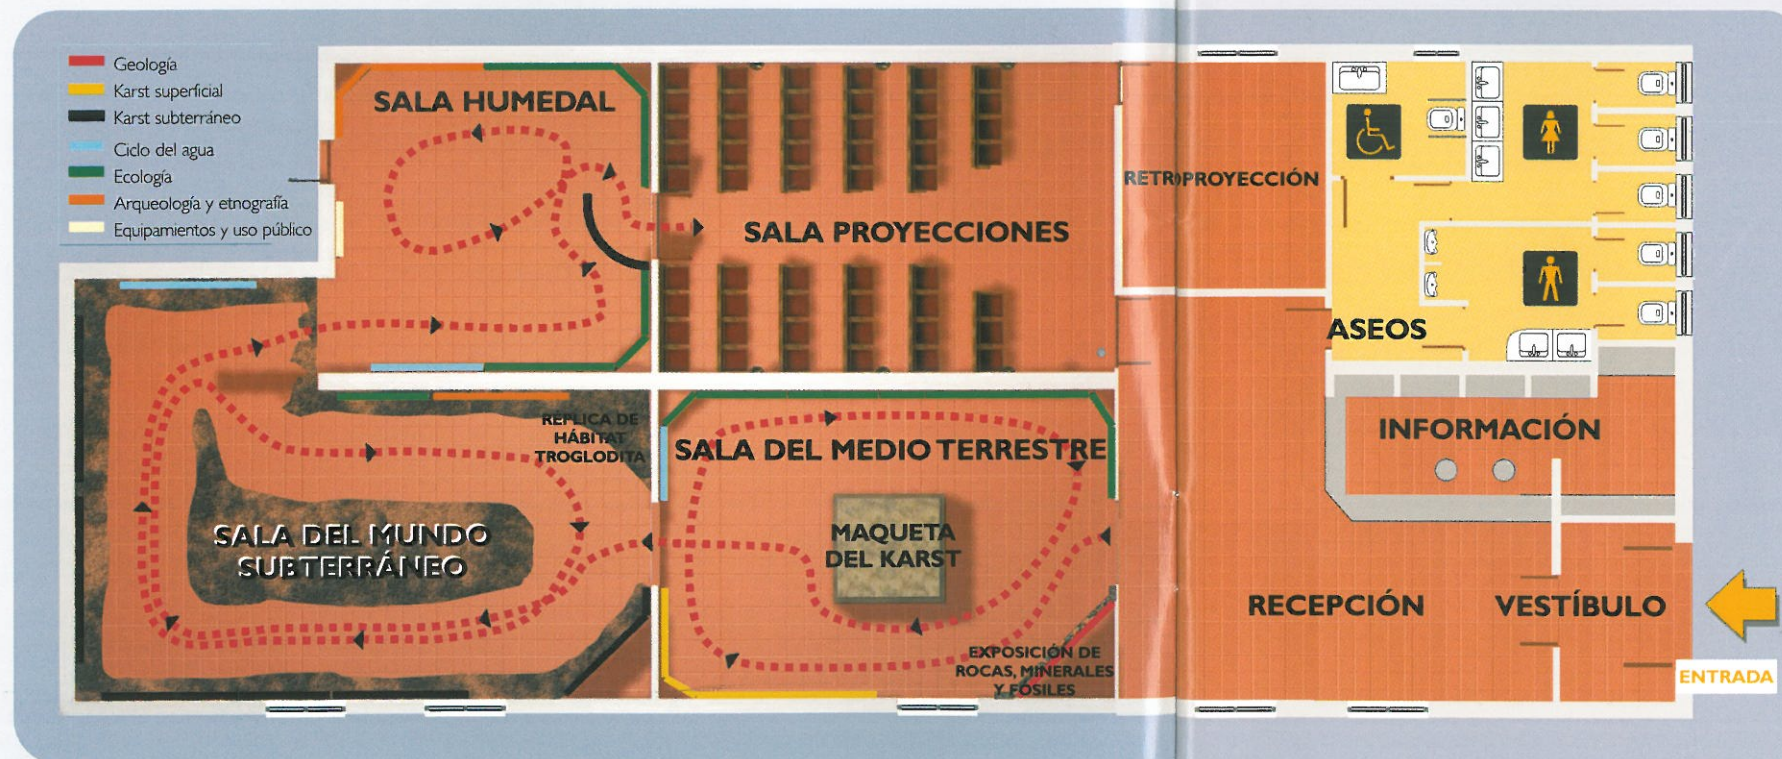 Geología
Karst superficial
Karst subterráneo
Ciclo del agua
Ecología
Arqueología y etnografía
Equipamientos y uso público
SALA HUMEDAL
SALA PROYECCIONES
RETROPROYECCIÓN
ASEOS
INFORMACIÓN
RÉPLICA DE
HÁBITAT
TROGLODITA
SALA DEL MEDIO TERRESTRE
SALA DEL MUNDO
SUBTERRÁNEO
MAQUETA
DEL KARST
EXPOSICIÓN DE
ROCAS, MINERALES
Y FÓSILES
RECEPCIÓN
VESTÍBULO
ENTRADA